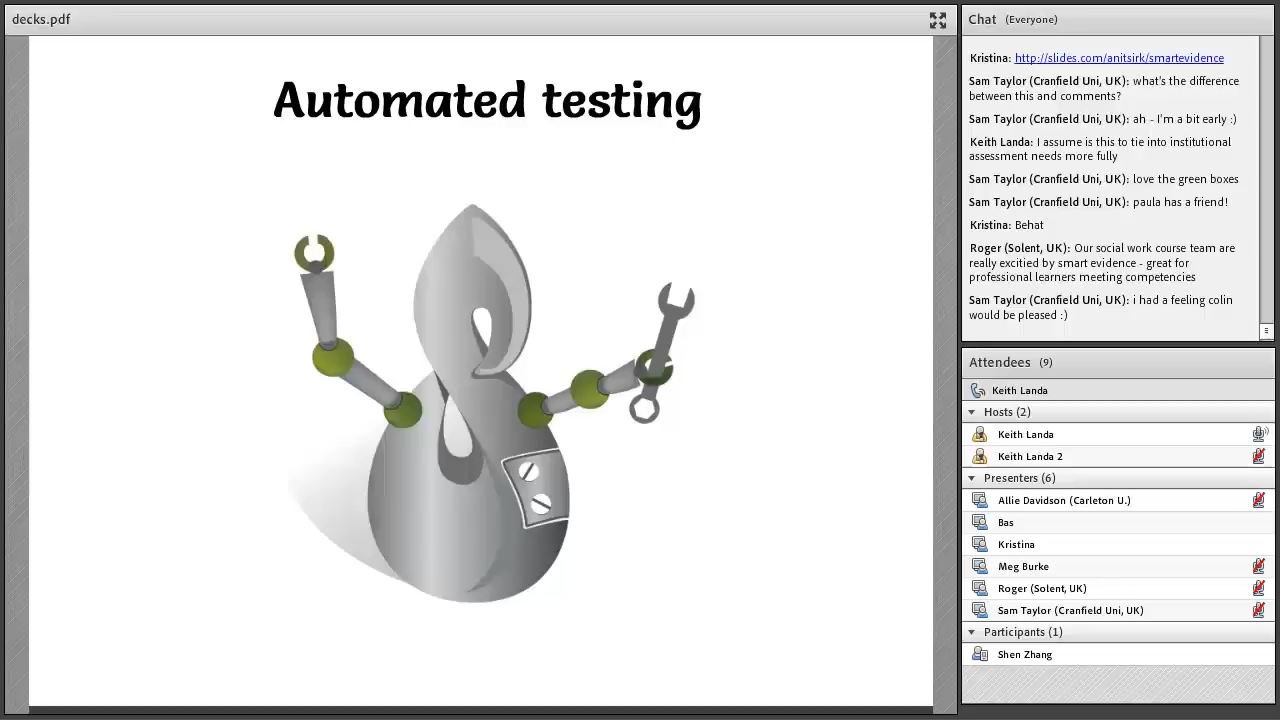 decks.pdf
Automated testing
Chat (Everyone)
Kristina: http://slides.com/anitsirk/smartevidence
Sam Taylor (Cranfield Uni, UK): what's the difference
between this and comments?
Sam Taylor (Cranfield Uni, UK): ah - I'm a bit early :)
Keith Landa: I assume is this to tie into institutional
assessment needs more fully
Sam Taylor (Cranfield Uni, UK): love the green boxes
Sam Taylor (Cranfield Uni, UK): paula has a friend!
Kristina: Behat
Roger (Solent, UK): Our social work course team are
really excitied by smart evidence - great for
professional learners meeting competencies
Sam Taylor (Cranfield Uni, UK): i had a feeling colin
would be pleased :)
Attendees (9)
Keith Landa
Hosts (2)
Keith Landa
Keith Landa 2
Presenters (6)
Allie Davidson (Carleton U.)
Bas
Kristina
Meg Burke
Roger (Solent, UK)
Sam Taylor (Cranfield Uni, UK)
Participants (1)
Shen Zhang